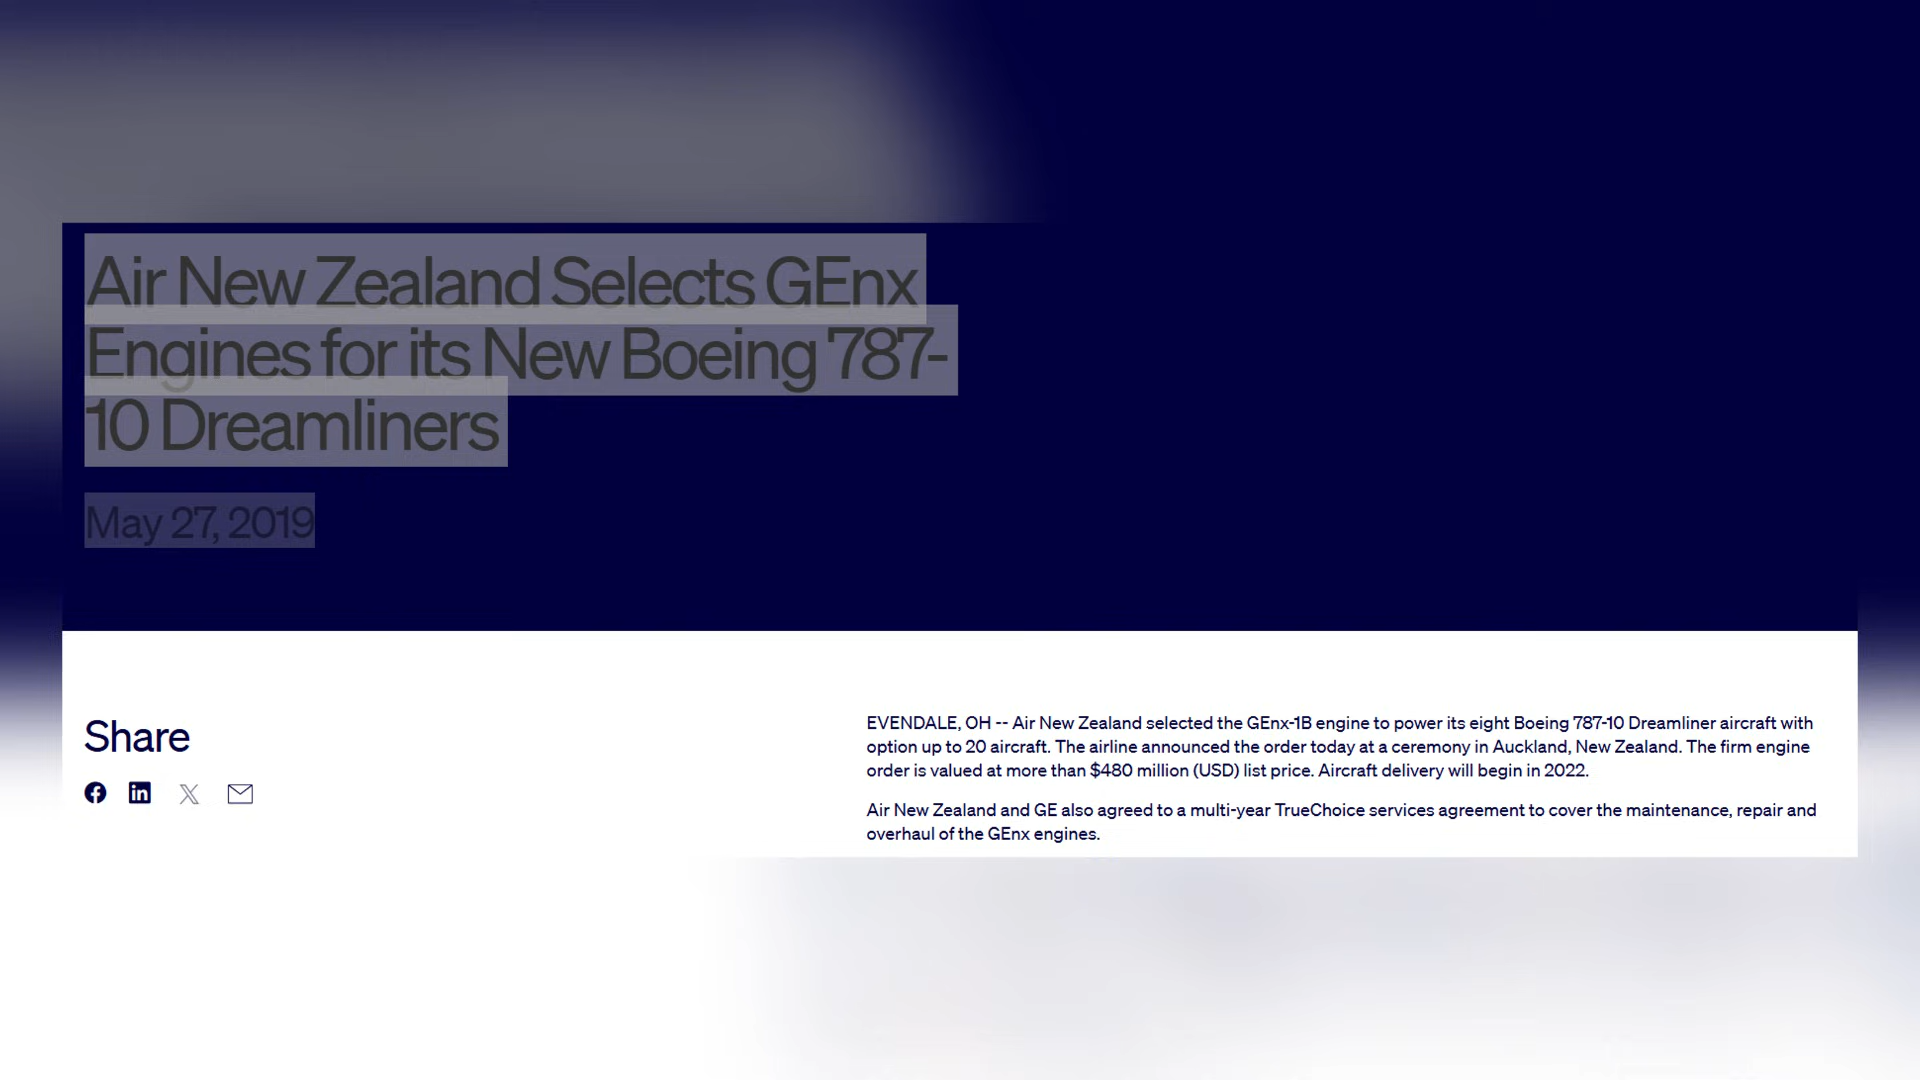 Air New Zealand Selects GEnx
Engines for its New Boeing 787-
10 Dreamliners
May 27, 2019
Share
EVENDALE, OH -- Air New Zealand selected the GEnx-1B engine to power its eight Boeing 787-10 Dreamliner aircraft with
option up to 20 aircraft. The airline announced the order today at a ceremony in Auckland, New Zealand. The firm engine
order is valued at more than $480 million (USD) list price. Aircraft delivery will begin in 2022.
Air New Zealand and GE also agreed to a multi-year TrueChoice services agreement to cover the maintenance, repair and
overhaul of the GEnx engines.